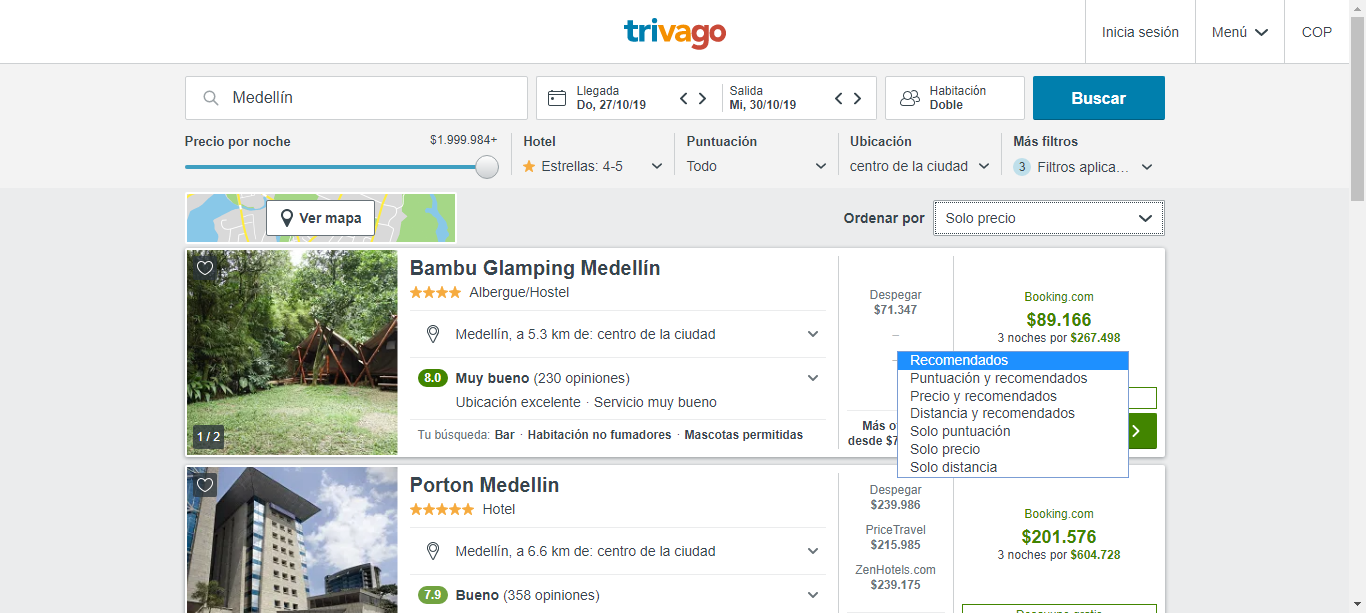 trivago
Inicia sesión
Menú
COP
Medellín
Llegada
Do, 27/10/19
Salida
Mi, 30/10/19
Habitación
Doble
Buscar
Precio por noche
$1.999.984+
Hotel
Estrellas: 4-5
Puntuación
Todo
Ubicación
centro de la ciudad
Más filtros
3 Filtros aplica...
Ver mapa
Ordenar por
Solo precio
Bambu Glamping Medellín
Albergue/Hostel
Medellín, a 5.3 km de: centro de la ciudad
8.0 Muy bueno (230 opiniones)
Ubicación excelente · Servicio muy bueno
Tu búsqueda: Bar · Habitación no fumadores · Mascotas permitidas
1 / 2
Despegar
$71.347
Más
desde
Booking.com
$89.166
3 noches por $267.498
Recomendados
Puntuación y recomendados
Precio y recomendados
Distancia y recomendados
Solo puntuación
Solo precio
Solo distancia
Porton Medellin
Hotel
Medellín, a 6.6 km de: centro de la ciudad
7.9 Bueno (358 opiniones)
Despegar
$239.986
PriceTravel
$215.985
ZenHotels.com
$239.175
Booking.com
$201.576
3 noches por $604.728